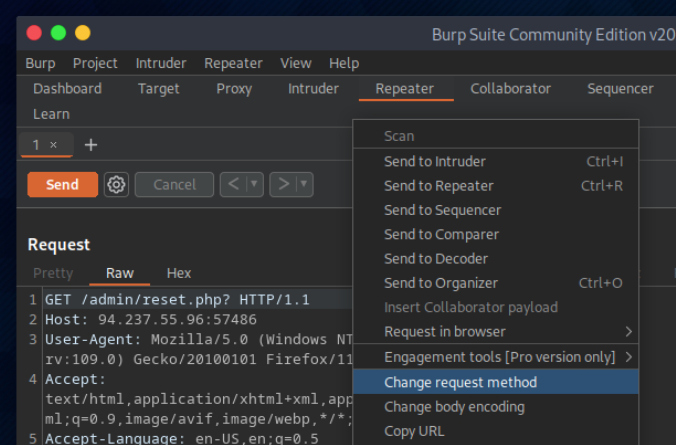 Burp Suite Community Edition v20
Burp Project Intruder Repeater View Help
Dashboard Target Proxy Intruder Repeater Collaborator Sequencer
Learn
1 × +
Send Cancel < >
Request
Pretty Raw Hex
1 GET /admin/reset.php? HTTP/1.1
2 Host: 94.237.55.96:57486
3 User-Agent: Mozilla/5.0 (Windows NT
rv:109.0) Gecko/20100101 Firefox/11
4 Accept:
text/html,application/xhtml+xml,app
ml;q=0.9,image/avif,image/webp,*/*;
5 Accept-Language: en-US,en;q=0.5
Scan
Send to Intruder Ctrl+I
Send to Repeater Ctrl+R
Send to Sequencer
Send to Comparer
Send to Decoder
Send to Organizer Ctrl+O
Insert Collaborator payload
Request in browser >
Engagement tools [Pro version only] >
Change request method
Change body encoding
Copy URL